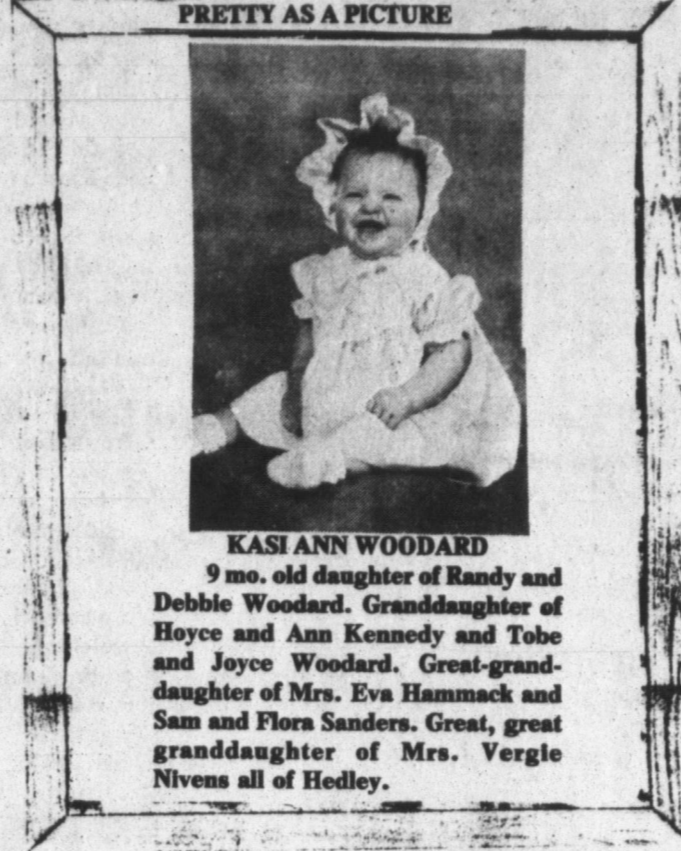 PRETTY AS A PICTURE
KASI ANN WOODARD
9 mo. old daughter of Randy and
Debbie Woodard. Granddaughter of
Hoyce and Ann Kennedy and Tobe
and Joyce Woodard. Great-grand-
daughter of Mrs. Eva Hammack and
Sam and Flora Sanders. Great, great
granddaughter of Mrs. Vergie
Nivens all of Hedley.